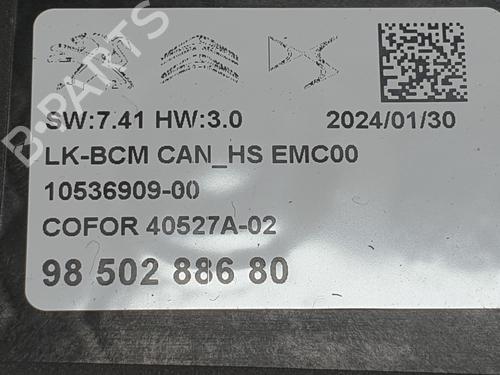 SW:7.41 HW:3.0 2024/01/30
LK-BCM CAN_HS EMC00
10536909-00
COFOR 40527A-02
98 502 886 80
B-PARTS